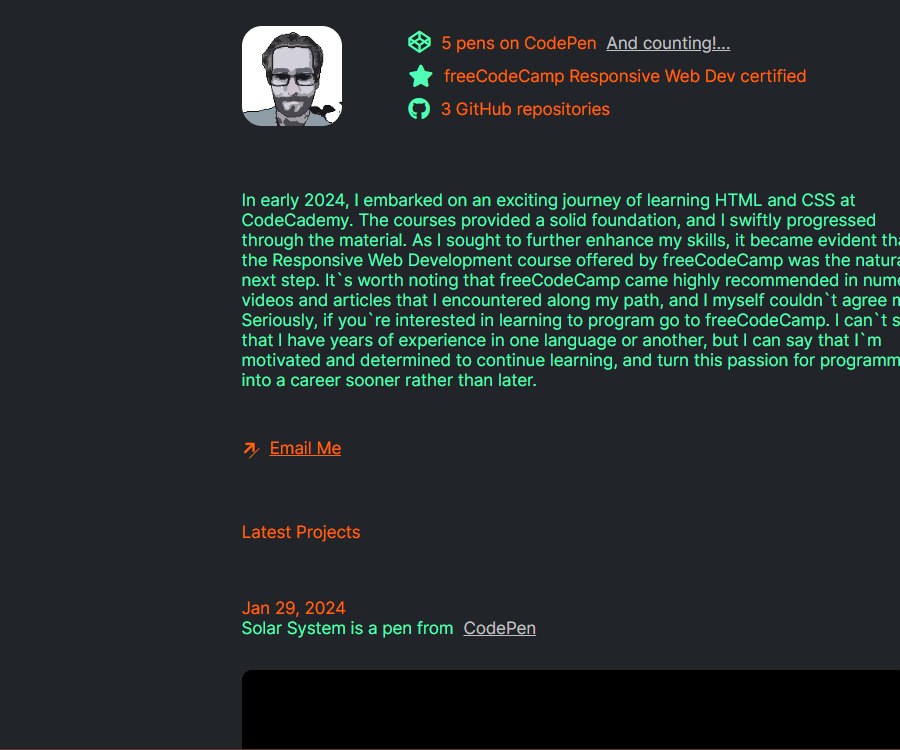 5 pens on CodePen And counting!...
freeCodeCamp Responsive Web Dev certified
3 GitHub repositories
In early 2024, I embarked on an exciting journey of learning HTML and CSS at
CodeCademy. The courses provided a solid foundation, and I swiftly progressed
through the material. As I sought to further enhance my skills, it became evident tha
the Responsive Web Development course offered by freeCodeCamp was the natura
next step. It`s worth noting that freeCodeCamp came highly recommended in nume
videos and articles that I encountered along my path, and I myself couldn`t agree m
Seriously, if you`re interested in learning to program go to freeCodeCamp. I can`t s
that I have years of experience in one language or another, but I can say that I`m
motivated and determined to continue learning, and turn this passion for programm
into a career sooner rather than later.
Email Me
Latest Projects
Jan 29, 2024
Solar System is a pen from CodePen